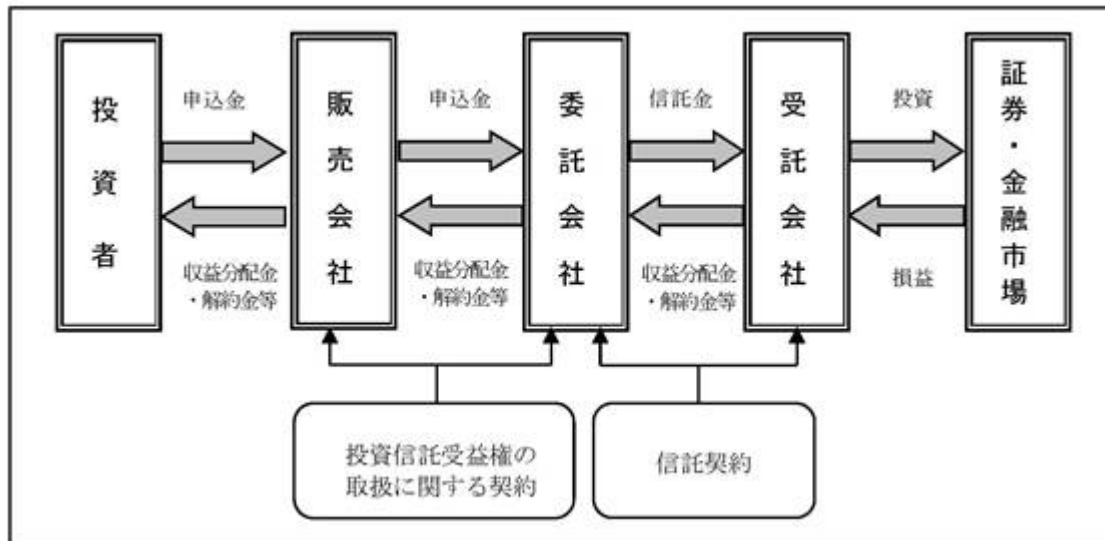 投資者
申込金
収益分配金
・解約金等
販売会社
申込金
収益分配金
・解約金等
委託会社
信託金
収益分配金
・解約金等
受託会社
投資
損益
証券・金融市場
投資信託受益権の
取扱に関する契約
信託契約